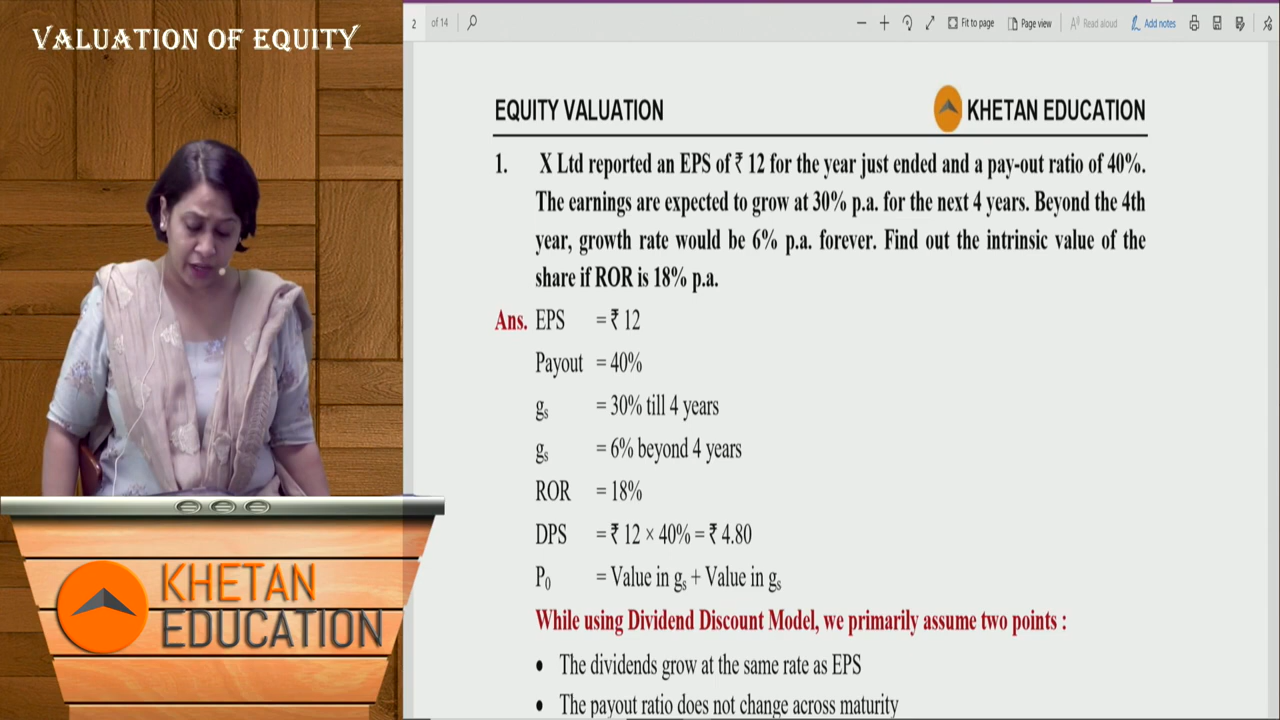 VALUATION OF EQUITY
2 of 14
Fit to page
Page view
Read aloud
Add notes
EQUITY VALUATION
KHETAN EDUCATION
1. X Ltd reported an EPS of ₹ 12 for the year just ended and a pay-out ratio of 40%.
The earnings are expected to grow at 30% p.a. for the next 4 years. Beyond the 4th
year, growth rate would be 6% p.a. forever. Find out the intrinsic value of the
share if ROR is 18% p.a.
Ans. EPS = ₹ 12
Payout = 40%
gs = 30% till 4 years
gs = 6% beyond 4 years
ROR = 18%
DPS = ₹ 12 × 40% = ₹ 4.80
P0 = Value in gs + Value in gs
While using Dividend Discount Model, we primarily assume two points :
• The dividends grow at the same rate as EPS
• The payout ratio does not change across maturity
KHETAN
EDUCATION